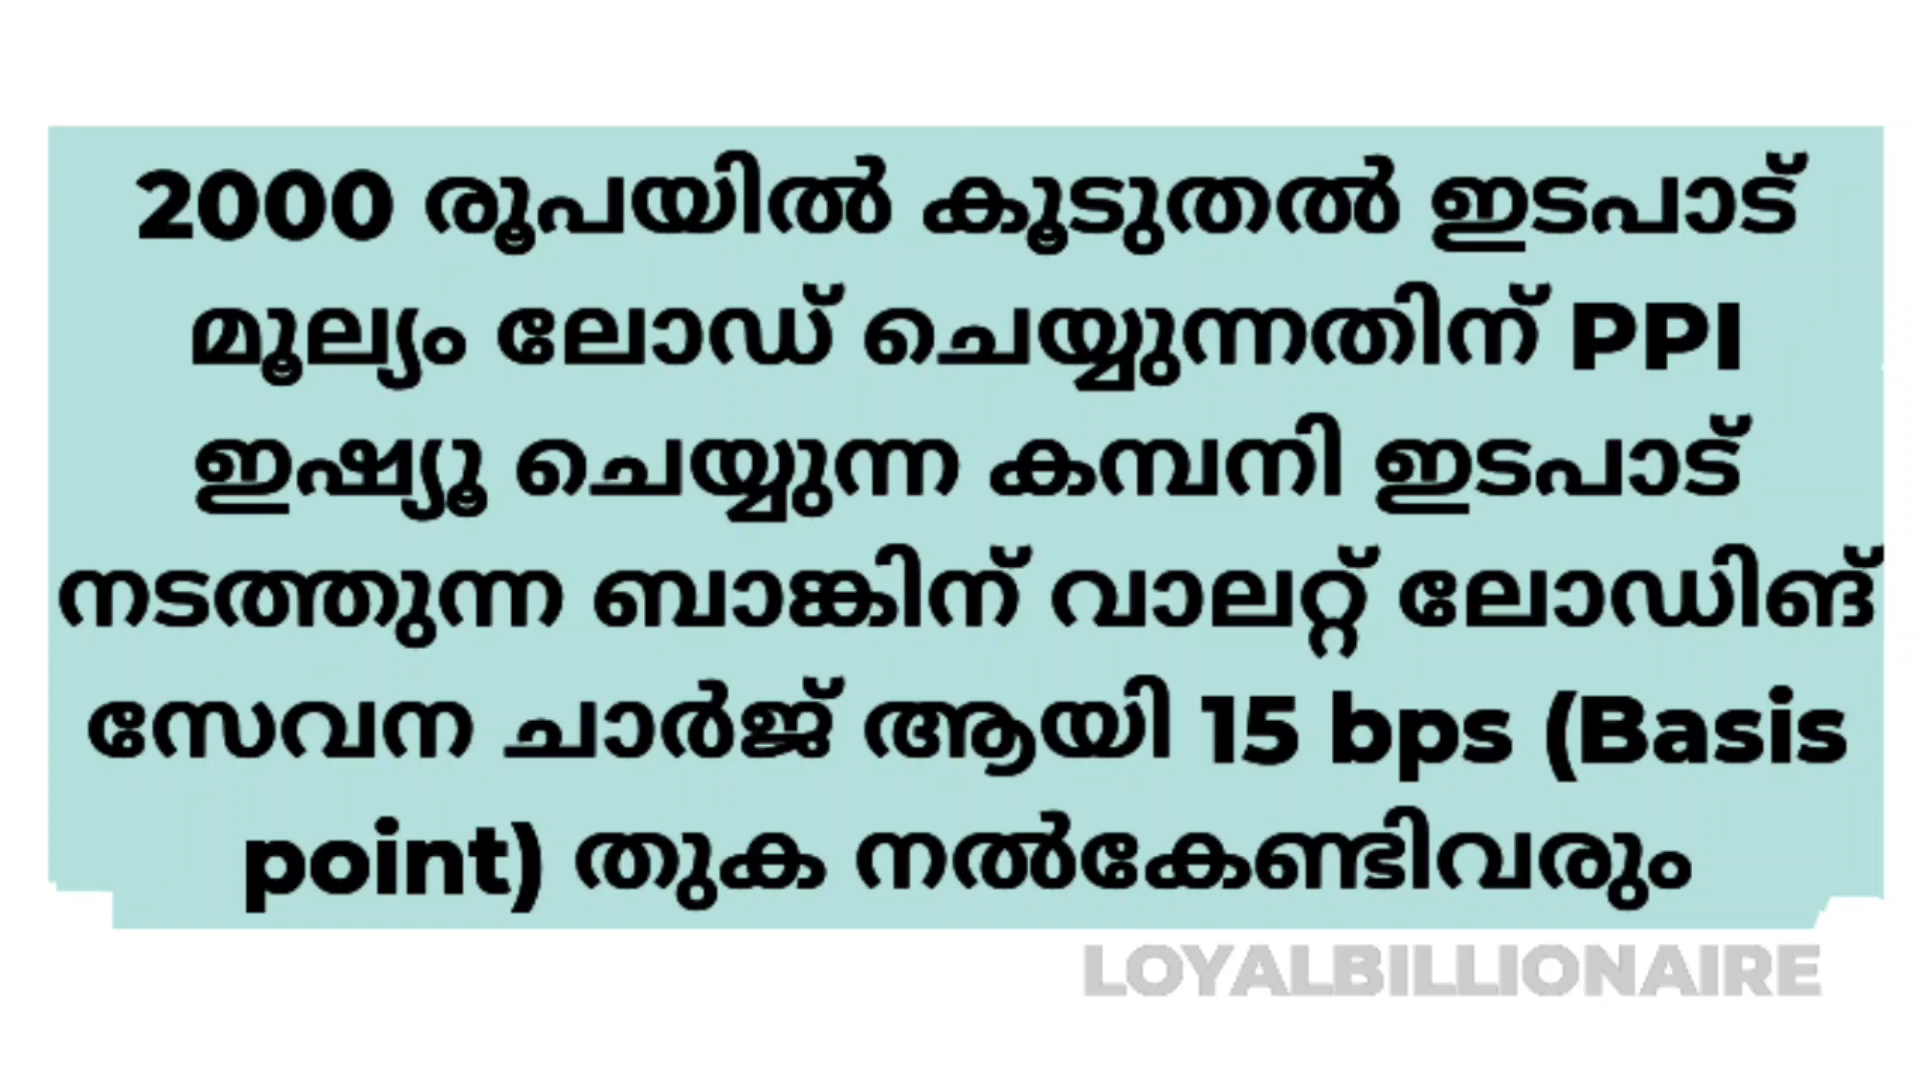 2000 രൂപയിൽ കൂടുതൽ ഇടപാട്
മൂല്യം ലോഡ് ചെയ്യുന്നതിന് PPI
ഇഷ്യൂ ചെയ്യുന്ന കമ്പനി ഇടപാട്
നടത്തുന്ന ബാങ്കിന് വാലറ്റ് ലോഡിങ്
സേവന ചാർജ് ആയി 15 bps (Basis
point) തുക നൽകേണ്ടിവരും
LOYALBILLIONAIRE